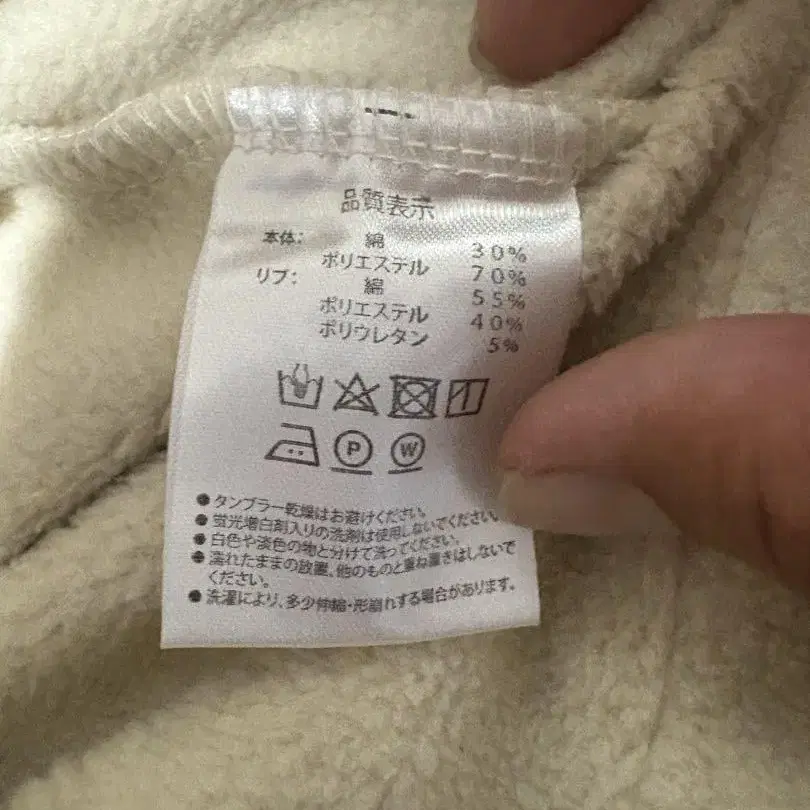 品質表示
本体: 綿 30%
ポリエステル 70%
リブ: 綿 55%
ポリエステル 40%
ポリウレタン 5%
P W
●タンブラー乾燥はお避けください。
●蛍光増白剤入りの洗剤は使用しないでください。
●白色や淡色の物と分けて洗ってください。
●濡れたままの放置、他のものと重ね置きはしないで
ください。
●洗濯により、多少伸縮・形崩れする場合があります。